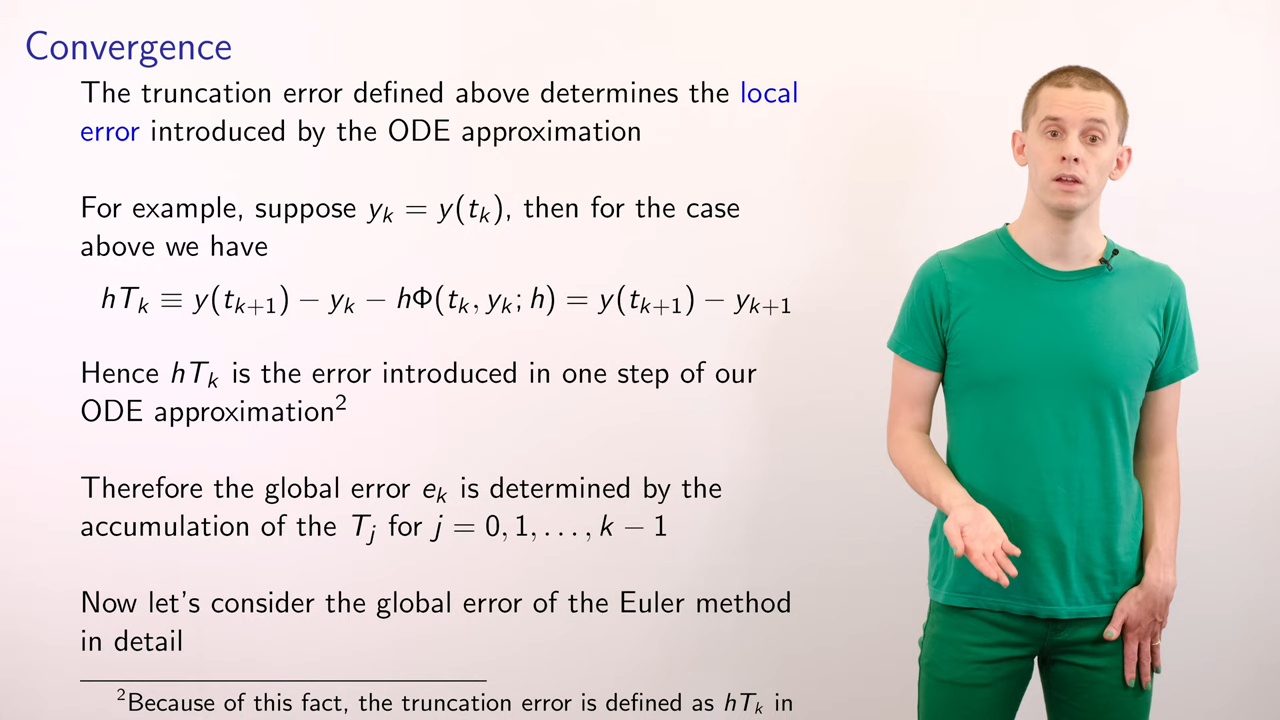 Convergence
The truncation error defined above determines the local
error introduced by the ODE approximation
For example, suppose yₖ = y(tₖ), then for the case
above we have
hTₖ ≡ y(tₖ₊₁) − yₖ − hΦ(tₖ, yₖ; h) = y(tₖ₊₁) − yₖ₊₁
Hence hTₖ is the error introduced in one step of our
ODE approximation²
Therefore the global error eₖ is determined by the
accumulation of the Tⱼ for j = 0, 1, . . . , k − 1
Now let's consider the global error of the Euler method
in detail
²Because of this fact, the truncation error is defined as hTₖ in